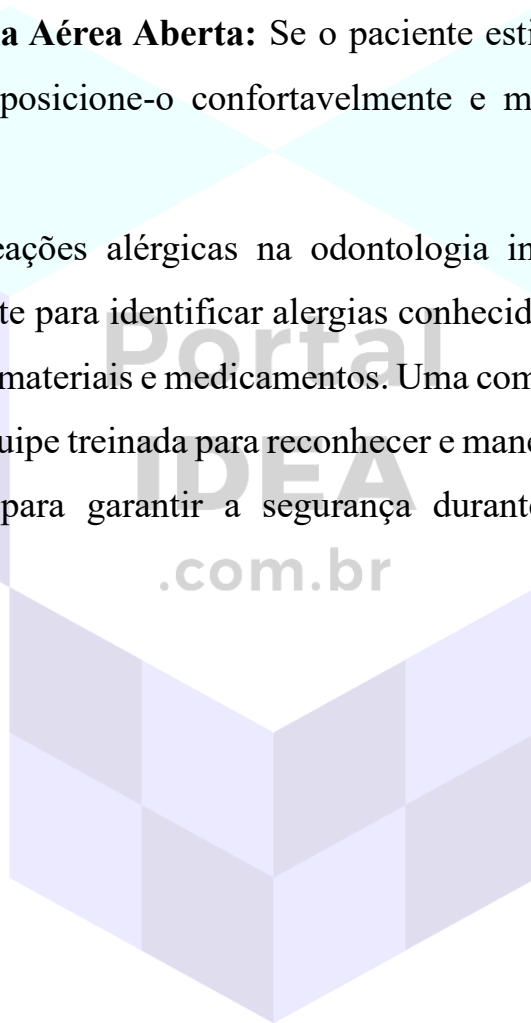 a Aérea Aberta: Se o paciente esti
posicione-o confortavelmente e m
eações alérgicas na odontologia in
te para identificar alergias conhecid
materiais e medicamentos. Uma com
uipe treinada para reconhecer e mane
para garantir a segurança durante
Portal
IDEA
.com.br